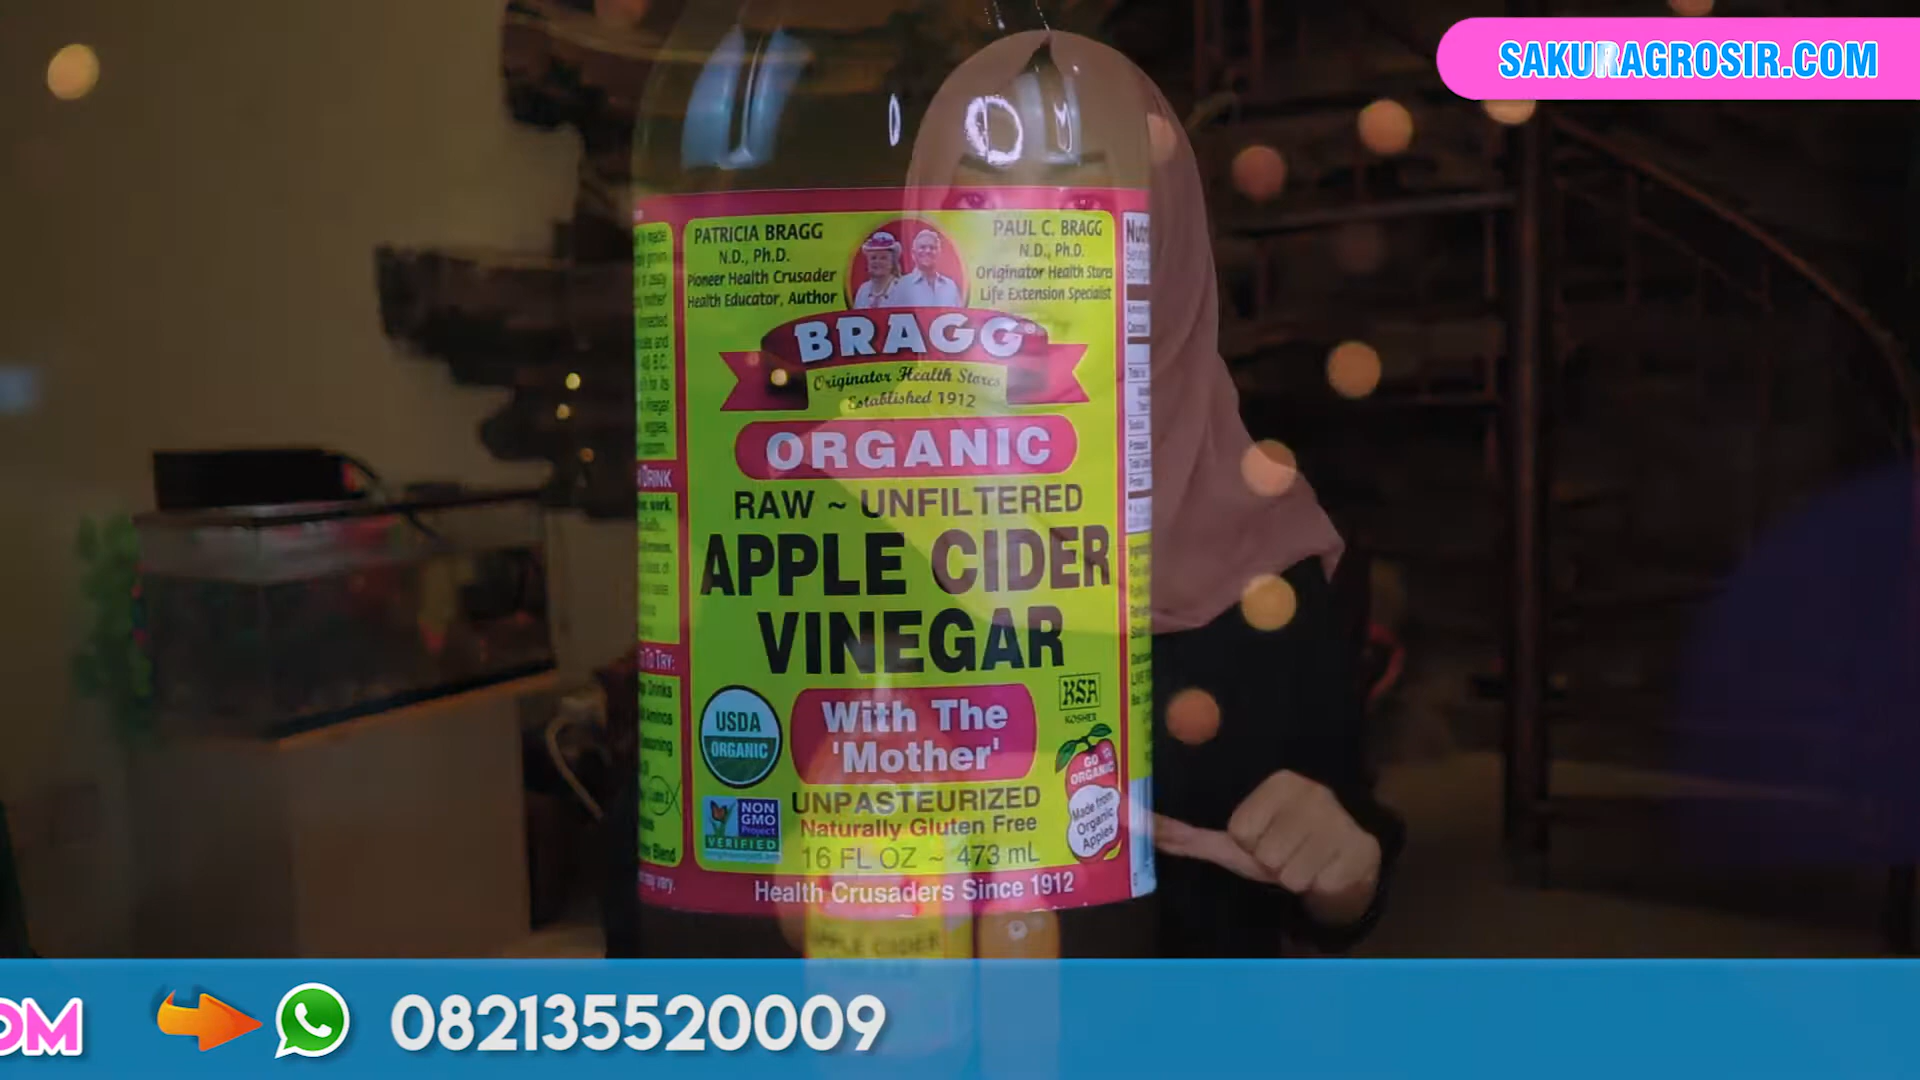 SAKURAGROSIR.COM
PATRICIA BRAGG
N.D., Ph.D.
Pioneer Health Crusader
Health Educator, Author
PAUL C. BRAGG
N.D., Ph.D.
Originator Health Stores
Life Extension Specialist
BRAGG®
Originator Health Stores
Established 1912
ORGANIC
RAW ~ UNFILTERED
APPLE CIDER
VINEGAR
USDA
ORGANIC
With The
'Mother'
KSA
KOSHER
GO
ORGANIC
Made from
Organic
Apples
NON
GMO
Project
VERIFIED
UNPASTEURIZED
Naturally Gluten Free
16 FL OZ ~ 473 mL
Health Crusaders Since 1912
APPLE CIDER
OM
082135520009